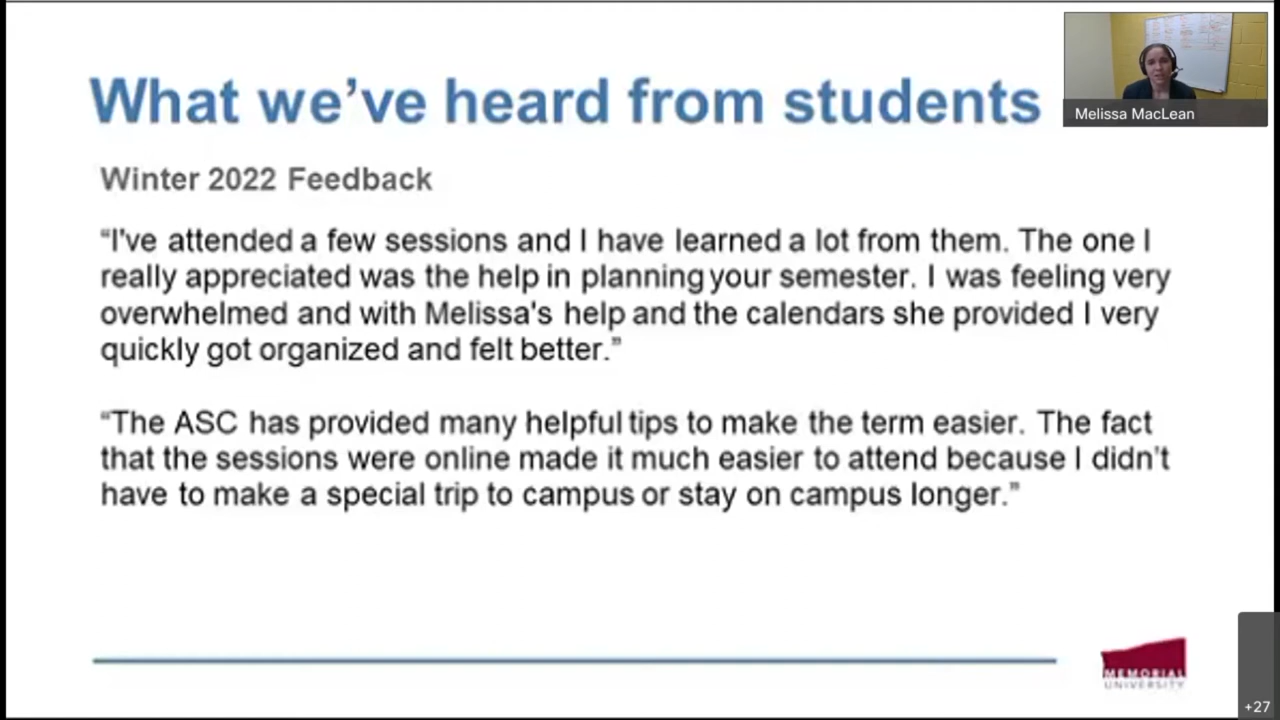 What we’ve heard from students
Melissa MacLean
Winter 2022 Feedback
“I've attended a few sessions and I have learned a lot from them. The one I
really appreciated was the help in planning your semester. I was feeling very
overwhelmed and with Melissa's help and the calendars she provided I very
quickly got organized and felt better.”
“The ASC has provided many helpful tips to make the term easier. The fact
that the sessions were online made it much easier to attend because I didn’t
have to make a special trip to campus or stay on campus longer.”
MEMORIAL
UNIVERSITY
+27